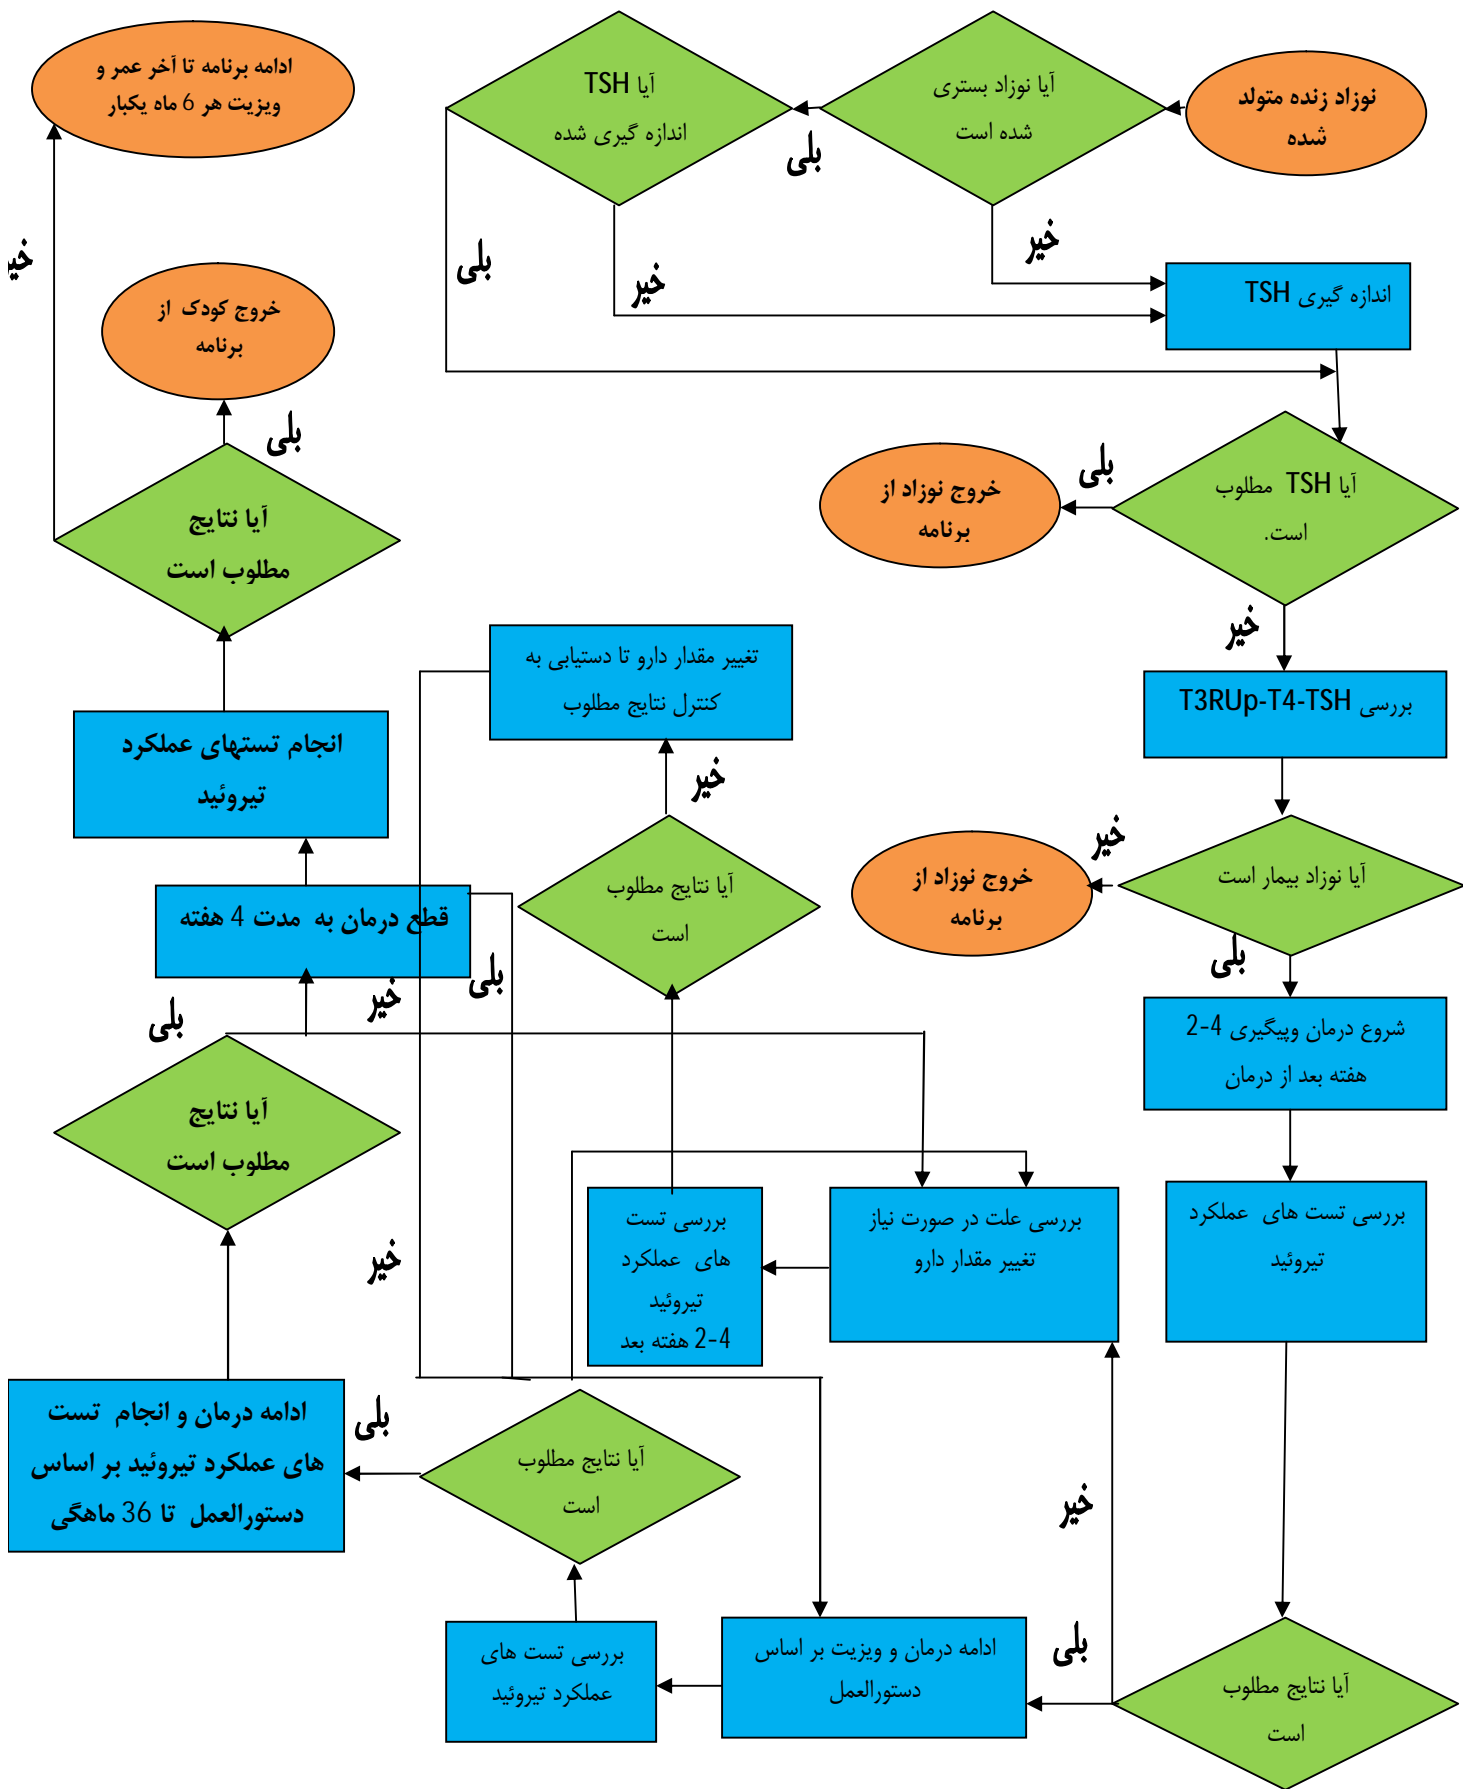 نوزاد زنده متولد
شده
آیا نوزاد بستری
شده است
بلی
خیر
آیا TSH
اندازه گیری شده
بلی
خیر
اندازه گیری TSH
آیا TSH مطلوب
است.
بلی
خروج نوزاد از
برنامه
خیر
بررسی T3RUp-T4-TSH
آیا نوزاد بیمار است
خیر
خروج نوزاد از
برنامه
بلی
شروع درمان وپیگیری 4-2
هفته بعد از درمان
بررسی تست های عملکرد
تیروئید
آیا نتایج مطلوب
است
خیر
بلی
بررسی علت در صورت نیاز
تغییر مقدار دارو
بررسی تست
های عملکرد
تیروئید
2-4 هفته بعد
آیا نتایج مطلوب
است
خیر
بلی
تغییر مقدار دارو تا دستیابی به
کنترل نتایج مطلوب
ادامه درمان و ویزیت بر اساس
دستورالعمل
بررسی تست های
عملکرد تیروئید
آیا نتایج مطلوب
است
خیر
بلی
ادامه درمان و انجام تست
های عملکرد تیروئید بر اساس
دستورالعمل تا 36 ماهگی
آیا نتایج
مطلوب است
خیر
بلی
قطع درمان به مدت 4 هفته
انجام تستهای عملکرد
تیروئید
آیا نتایج
مطلوب است
بلی
خروج کودک از
برنامه
خیر
ادامه برنامه تا آخر عمر و
ویزیت هر 6 ماه یکبار